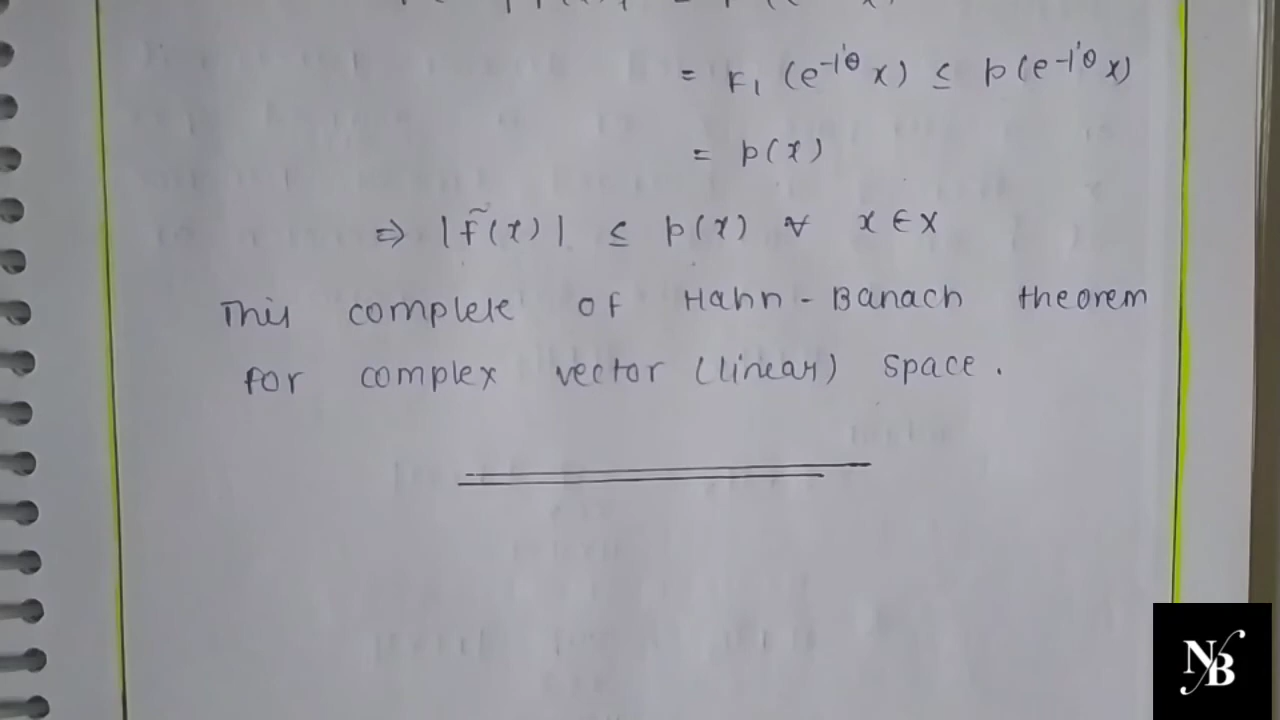 = F₁ (e^{-iθ} x) ≤ p(e^{-iθ} x)
= p(x)
⇒ |f̃(x)| ≤ p(x) ∀ x ∈ X
This complete of Hahn - Banach theorem
for complex vector (linear) space.
NB